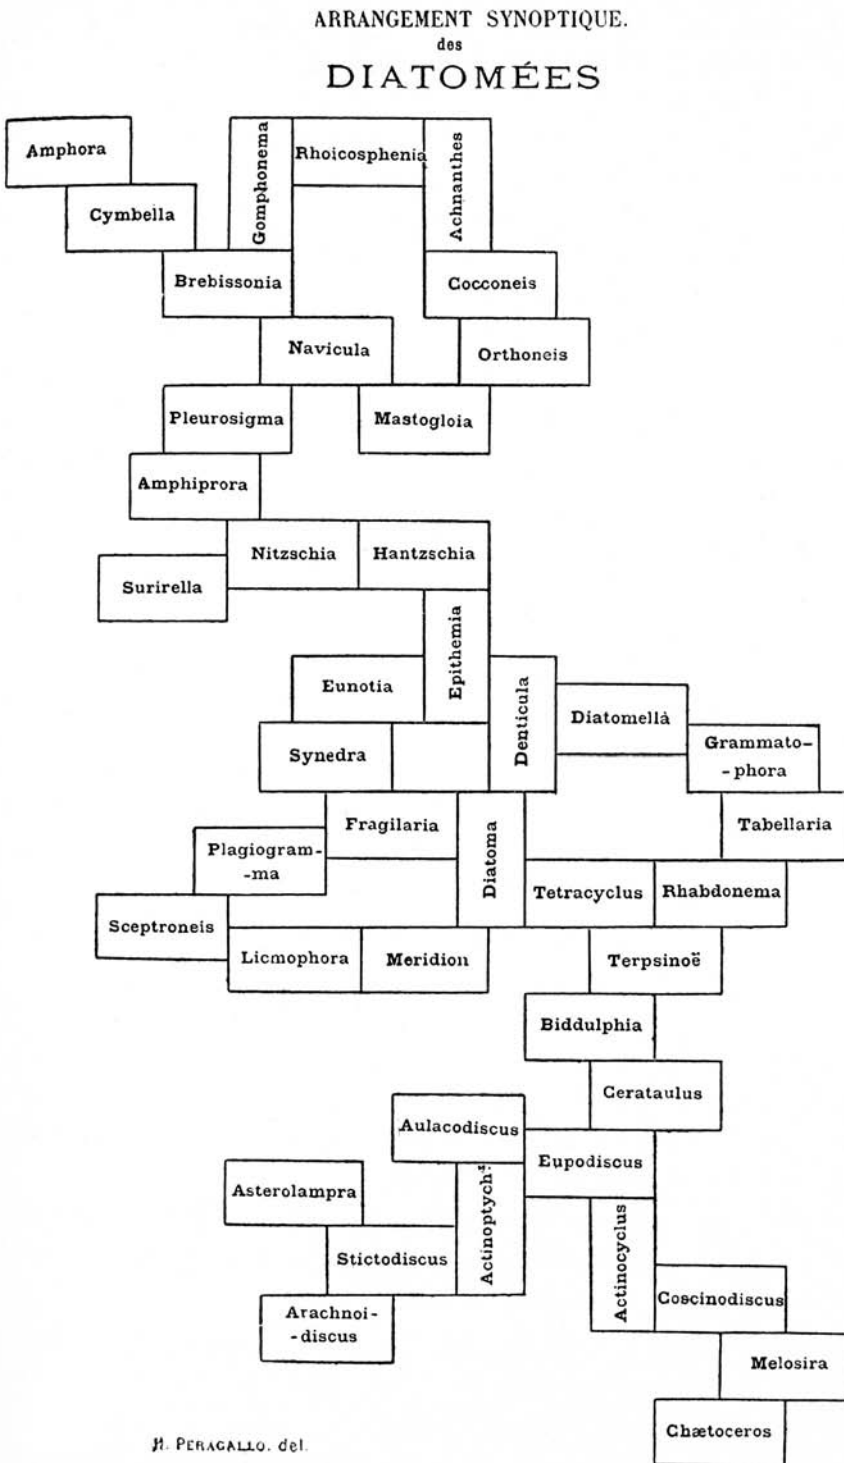 ARRANGEMENT SYNOPTIQUE.
des
DIATOMÉES
Amphora
Gomphonema
Rhoicosphenia
Achnanthes
Cymbella
Brebissonia
Cocconeis
Navicula
Orthoneis
Pleurosigma
Mastogloia
Amphiprora
Nitzschia
Hantzschia
Surirella
Epithemia
Eunotia
Denticula
Diatomella
Synedra
Grammato-
-phora
Fragilaria
Diatoma
Tabellaria
Plagiogram-
-ma
Tetracyclus
Rhabdonema
Sceptroneis
Licmophora
Meridion
Terpsinoë
Biddulphia
Cerataulus
Aulacodiscus
Eupodiscus
Asterolampra
Actinoptychs
Actinocyclus
Stictodiscus
Coscinodiscus
Arachnoi-
-discus
Melosira
Chætoceros
H. PERAGALLO. del.